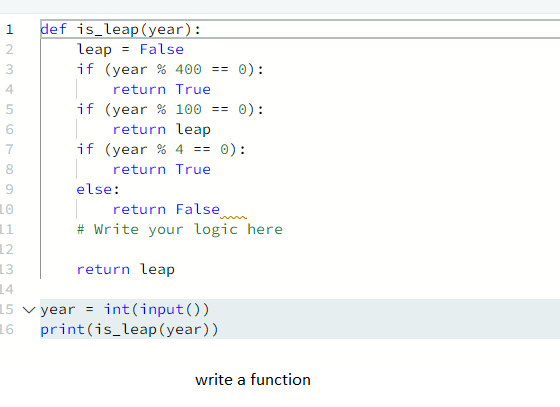 1 def is_leap(year):
2     leap = False
3     if (year % 400 == 0):
4         return True
5     if (year % 100 == 0):
6         return leap
7     if (year % 4 == 0):
8         return True
9     else:
10         return False
11     # Write your logic here
12
13     return leap
14
15 year = int(input())
16 print(is_leap(year))
write a function